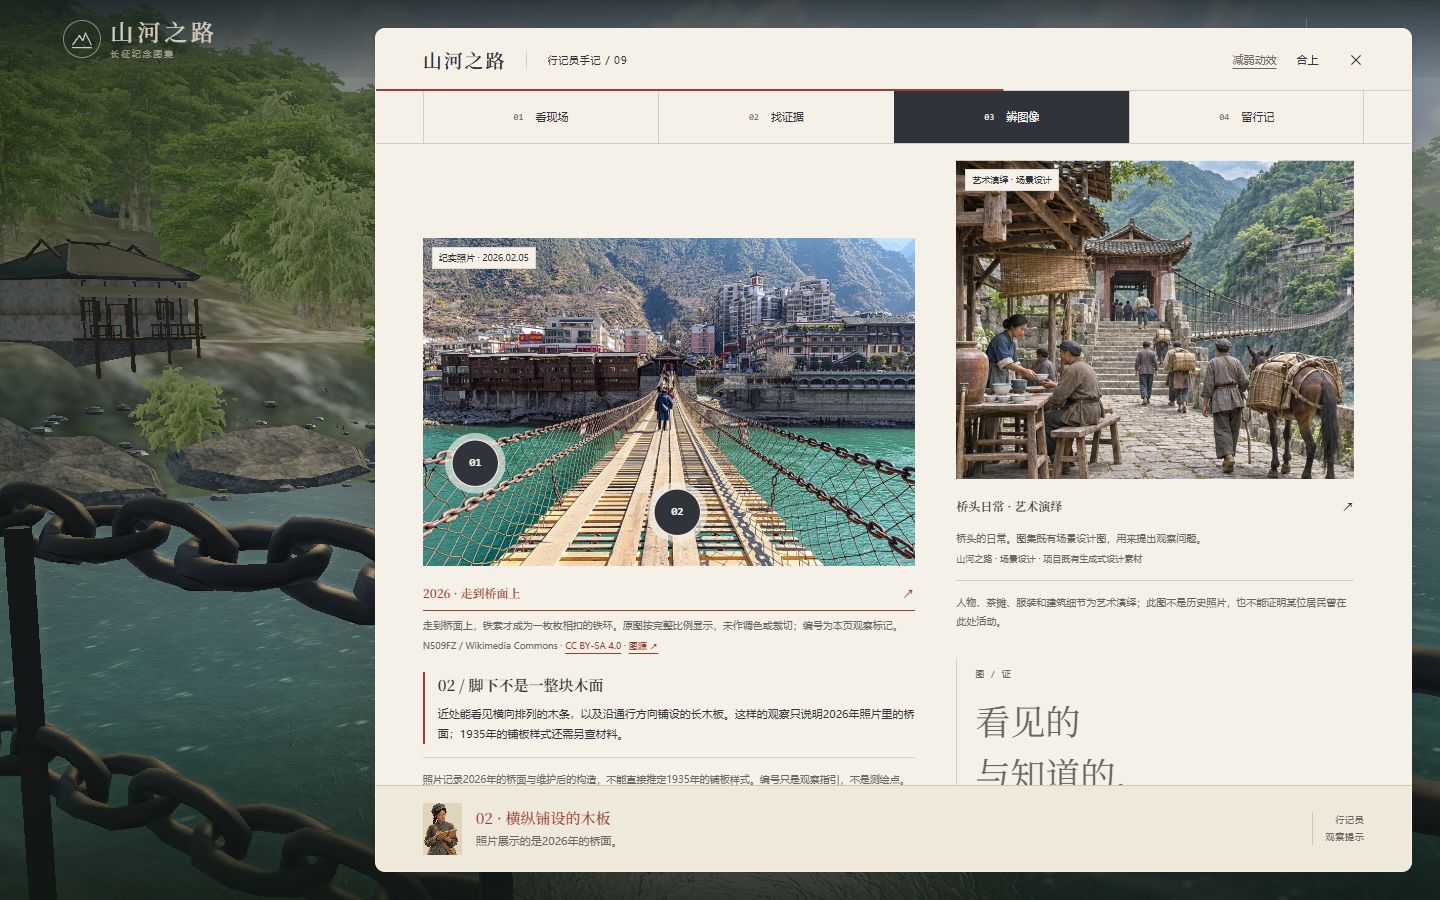 山河之路
长征纪念图集
山河之路
行记员手记 / 09
减弱动效
合上
01 看现场
02 找证据
03 辨图像
04 留行记
纪实照片 · 2026.02.05
01
02
2026 · 走到桥面上
走到桥面上，铁索才成为一枚枚相扣的铁环。原图按完整比例显示，未作调色或裁切；编号为本页观察标记。
N509FZ / Wikimedia Commons · CC BY-SA 4.0 · 图源 ↗
02 / 脚下不是一整块木面
近处能看见横向排列的木条，以及沿通行方向铺设的长木板。这样的观察只说明2026年照片里的桥
面；1935年的铺板样式还需另查材料。
照片记录2026年的桥面与维护后的构造，不能直接推定1935年的铺板样式。编号只是观察指引，不是测绘点。
艺术演绎 · 场景设计
桥头日常 · 艺术演绎
桥头的日常。图集既有场景设计图，用来提出观察问题。
山河之路 · 场景设计 · 项目既有生成式设计素材
人物、茶摊、服装和建筑细节为艺术演绎；此图不是历史照片，也不能证明某位居民曾在
此处活动。
图 / 证
看见的
与知道的，
02 · 横纵铺设的木板
照片展示的是2026年的桥面。
行记员
观察提示